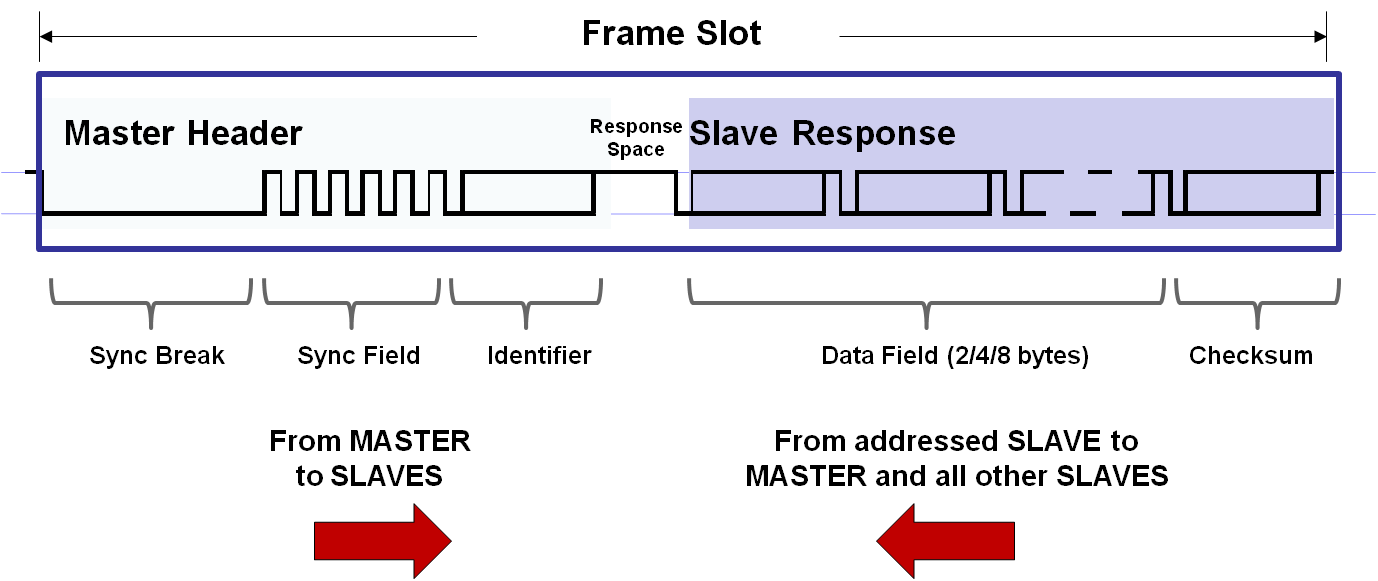 Frame Slot
Master Header
Response
Space
Slave Response
Sync Break
Sync Field
Identifier
Data Field (2/4/8 bytes)
Checksum
From MASTER
to SLAVES
From addressed SLAVE to
MASTER and all other SLAVES